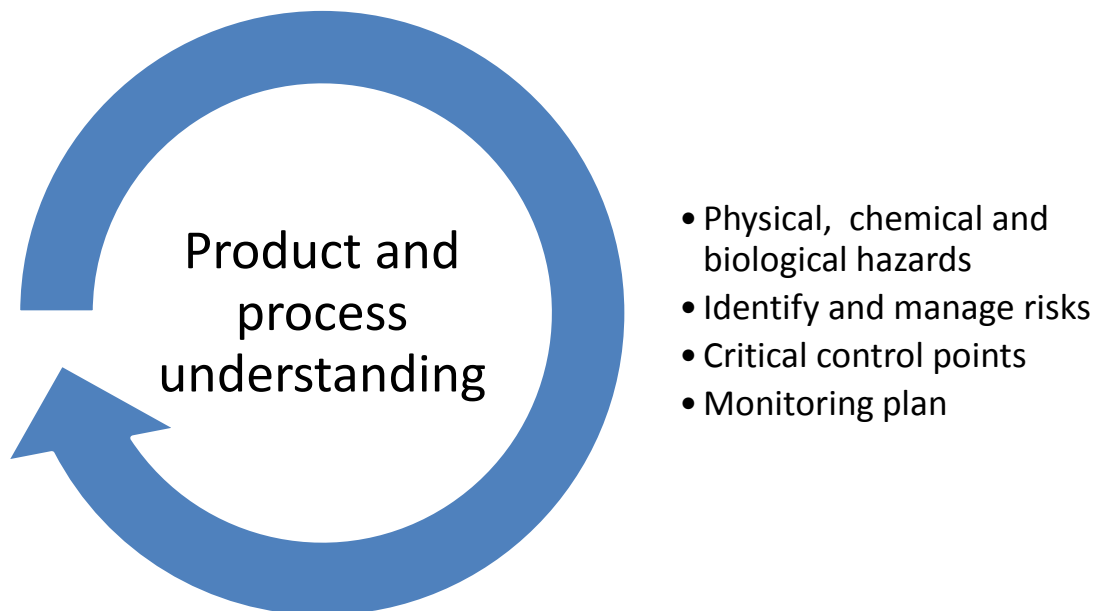 Product and
process
understanding
• Physical,  chemical and
biological hazards
• Identify and manage risks
• Critical control points
• Monitoring plan